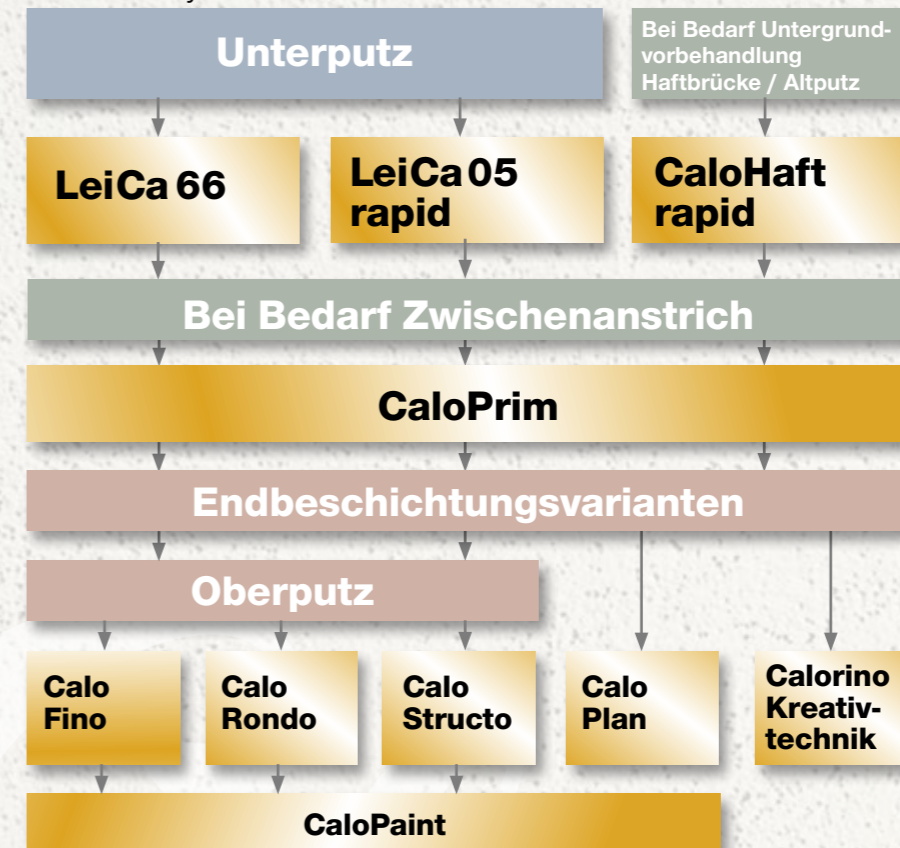 Unterputz
Bei Bedarf Untergrund-
vorbehandlung
Haftbrücke / Altputz
LeiCa 66
LeiCa 05
rapid
CaloHaft
rapid
Bei Bedarf Zwischenanstrich
CaloPrim
Endbeschichtungsvarianten
Oberputz
Calo
Fino
Calo
Rondo
Calo
Structo
Calo
Plan
Calorino
Kreativ-
technik
CaloPaint